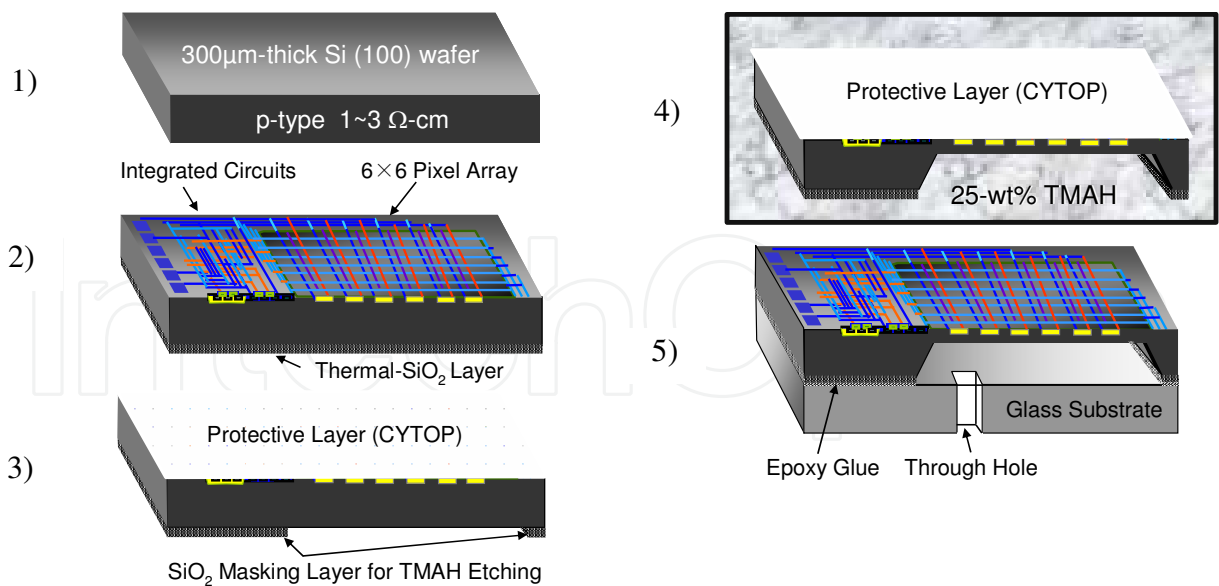 1)
300µm-thick Si (100) wafer
p-type 1~3 Ω-cm
2)
Integrated Circuits
6×6 Pixel Array
Thermal-SiO₂ Layer
3)
Protective Layer (CYTOP)
SiO₂ Masking Layer for TMAH Etching
4)
Protective Layer (CYTOP)
25-wt% TMAH
5)
Glass Substrate
Epoxy Glue
Through Hole